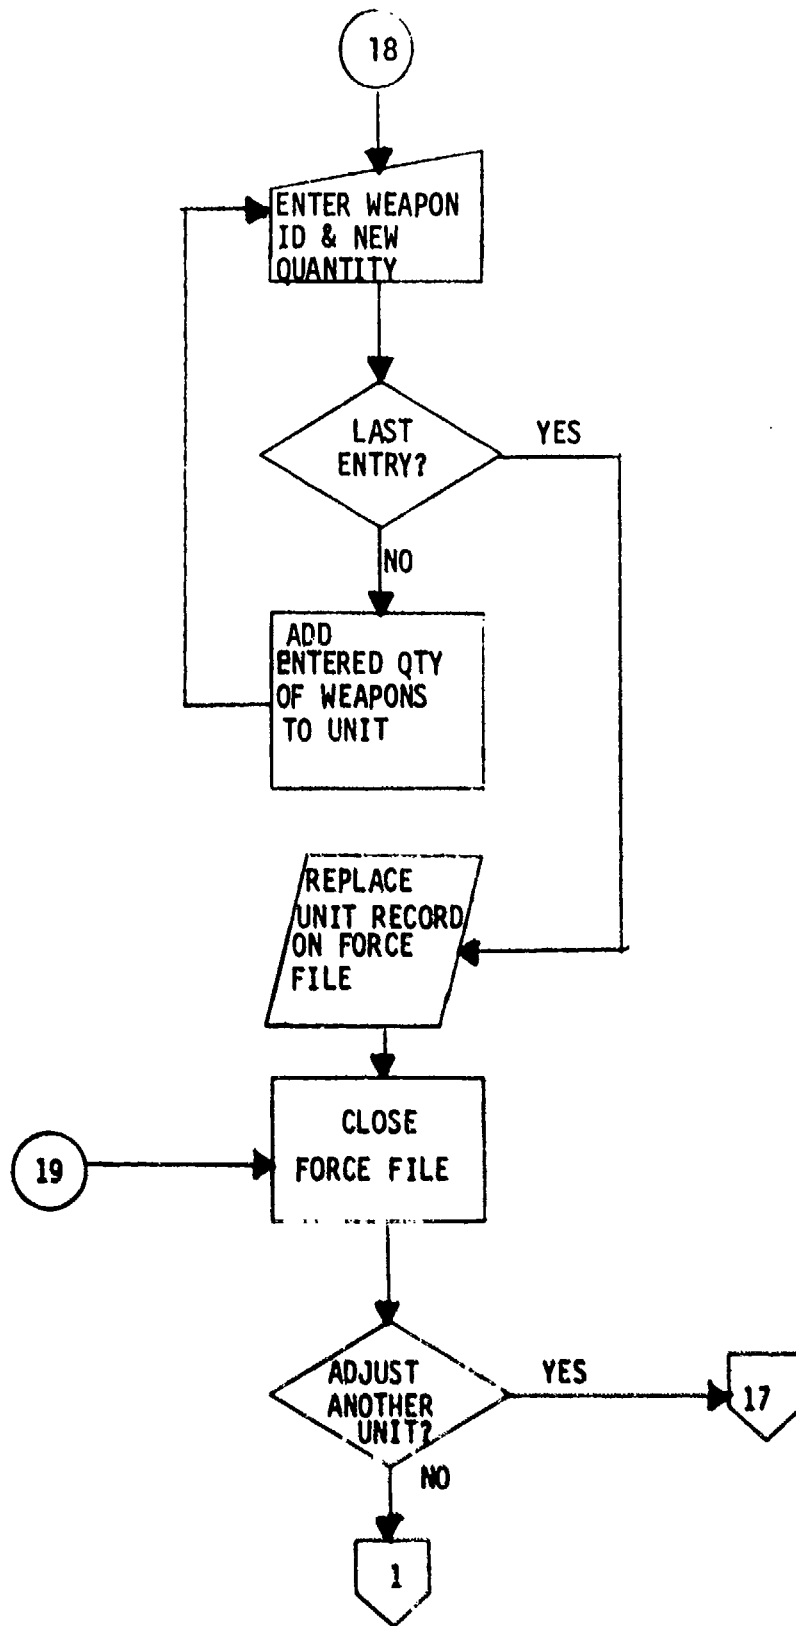 18
ENTER WEAPON
ID & NEW
QUANTITY
LAST
ENTRY?
YES
NO
ADD
ENTERED QTY
OF WEAPONS
TO UNIT
REPLACE
UNIT RECORD
ON FORCE
FILE
CLOSE
FORCE FILE
19
ADJUST
ANOTHER
UNIT?
YES
17
NO
1